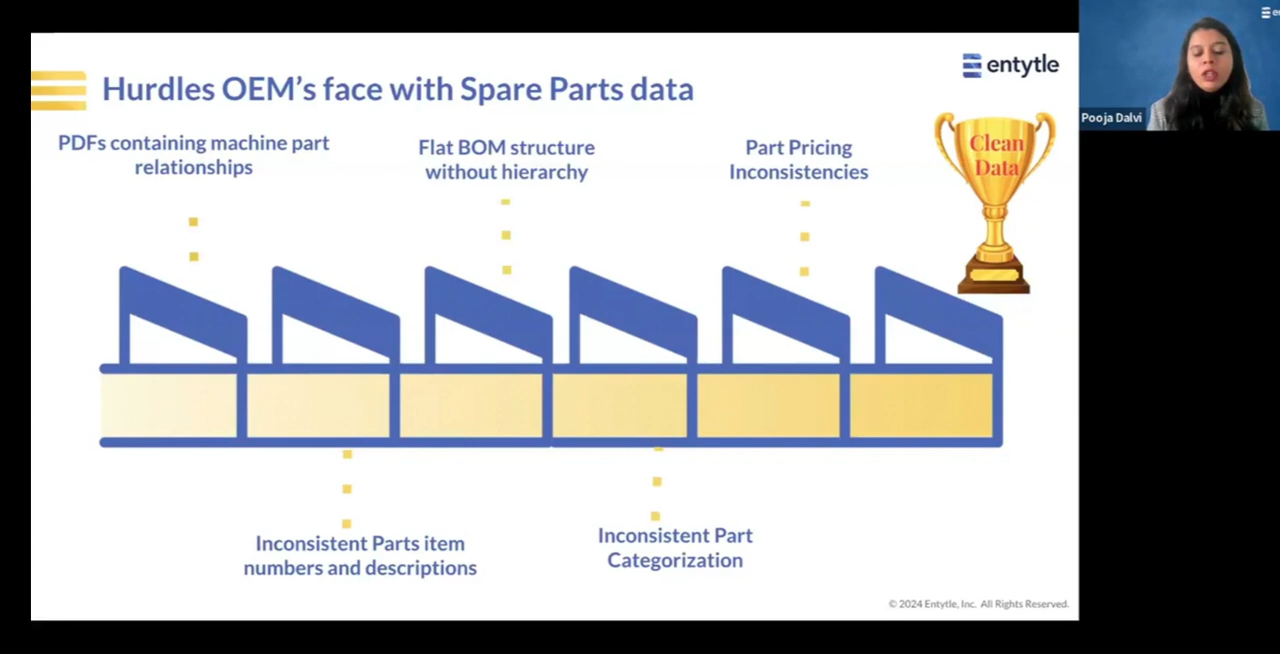 Hurdles OEM's face with Spare Parts data
entytle
PDFs containing machine part
relationships
Flat BOM structure
without hierarchy
Part Pricing
Inconsistencies
Clean
Data
Inconsistent Parts item
numbers and descriptions
Inconsistent Part
Categorization
© 2024 Entytle, Inc. All Rights Reserved.
Pooja Dalvi